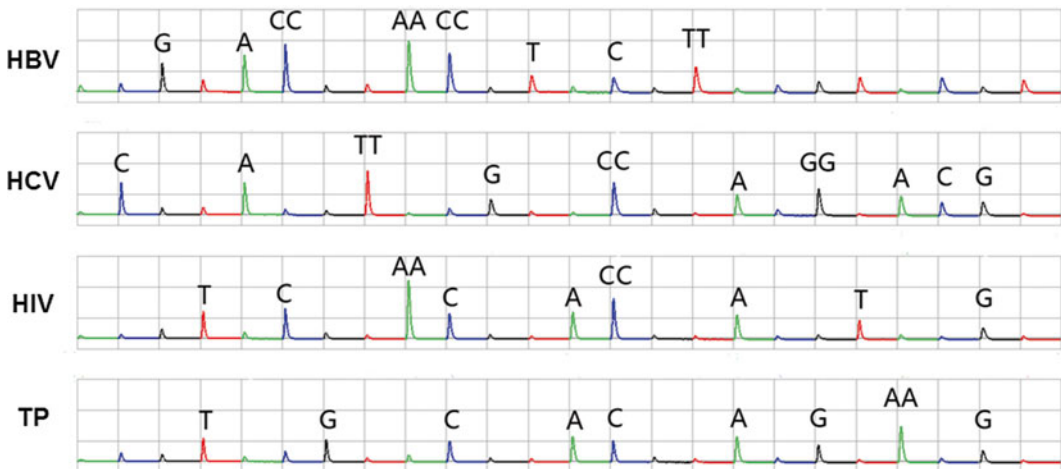 HBV G A CC AA CC T C TT
HCV C A TT G CC A GG A C G
HIV T C AA C A CC A T G
TP T G C A C A G AA G